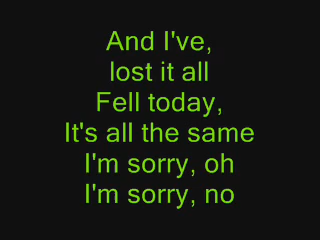 And I've,
lost it all
Fell today,
It's all the same
I'm sorry, oh
I'm sorry, no